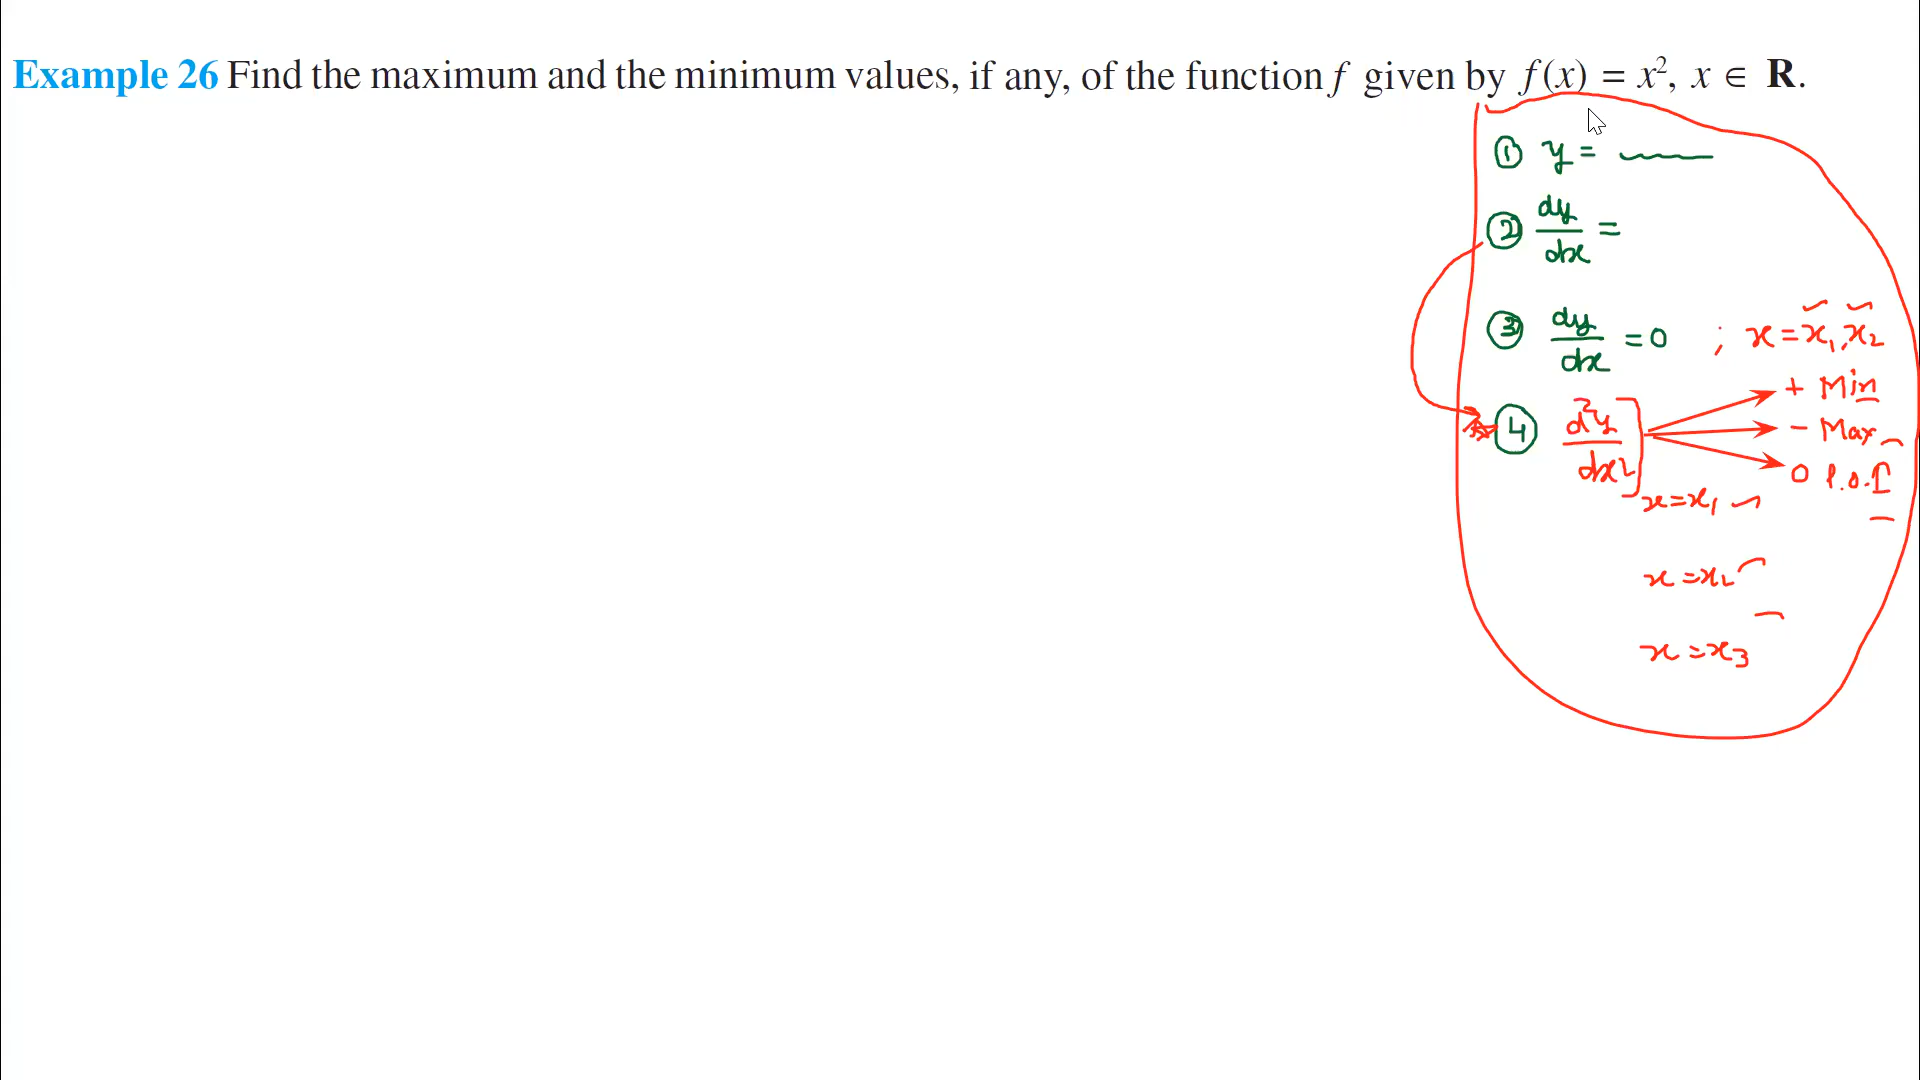 Example 26 Find the maximum and the minimum values, if any, of the function f given by f(x) = x², x ∈ R.
① y =
② dy/dx =
③ dy/dx = 0 ; x = x₁, x₂
④ d²y/dx²] x=x₁
+ Min
- Max
0 P.O.I
x = x₂
x = x₃